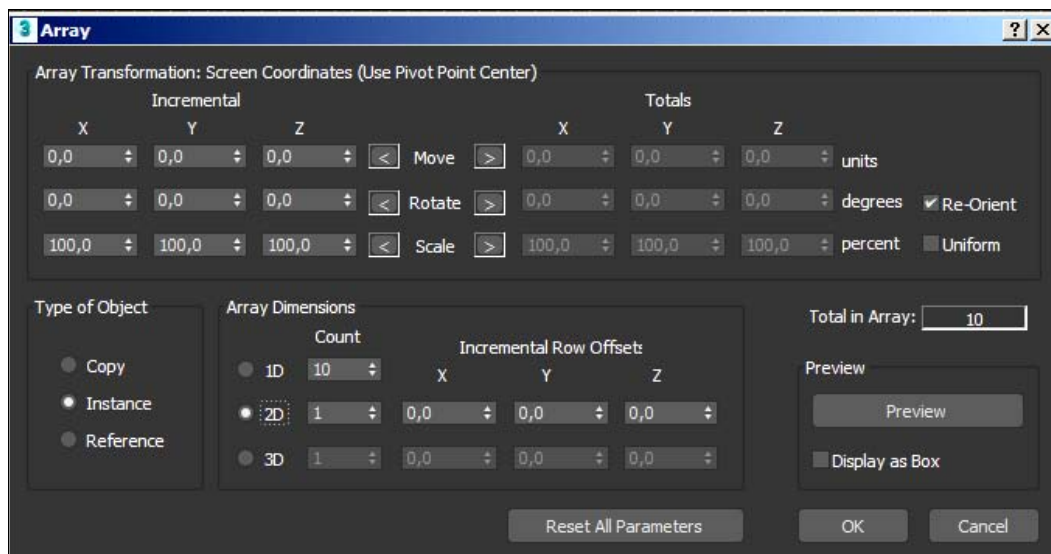 3 Array
Array Transformation: Screen Coordinates (Use Pivot Point Center)
Incremental Totals
X Y Z X Y Z
0,0 0,0 0,0 < Move > 0,0 0,0 0,0 units
0,0 0,0 0,0 < Rotate > 0,0 0,0 0,0 degrees Re-Orient
100,0 100,0 100,0 < Scale > 100,0 100,0 100,0 percent Uniform
Type of Object
Copy
Instance
Reference
Array Dimensions
Count
Incremental Row Offsets
1D 10 X Y Z
2D 1 0,0 0,0 0,0
3D 1 0,0 0,0 0,0
Total in Array: 10
Preview
Preview
Display as Box
Reset All Parameters OK Cancel